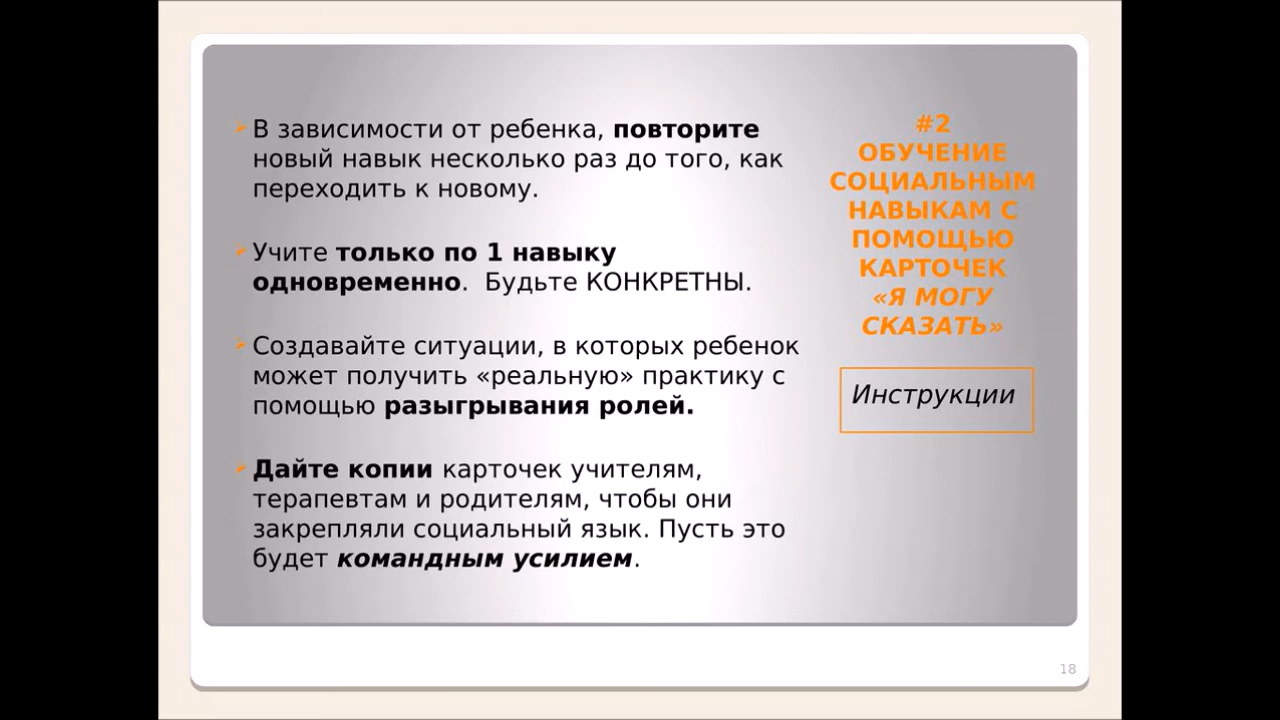 В зависимости от ребенка, повторите
новый навык несколько раз до того, как
переходить к новому.
Учите только по 1 навыку
одновременно.  Будьте КОНКРЕТНЫ.
Создавайте ситуации, в которых ребенок
может получить «реальную» практику с
помощью разыгрывания ролей.
Дайте копии карточек учителям,
терапевтам и родителям, чтобы они
закрепляли социальный язык. Пусть это
будет командным усилием.
#2
ОБУЧЕНИЕ
СОЦИАЛЬНЫМ
НАВЫКАМ С
ПОМОЩЬЮ
КАРТОЧЕК
«Я МОГУ
СКАЗАТЬ»
Инструкции
18